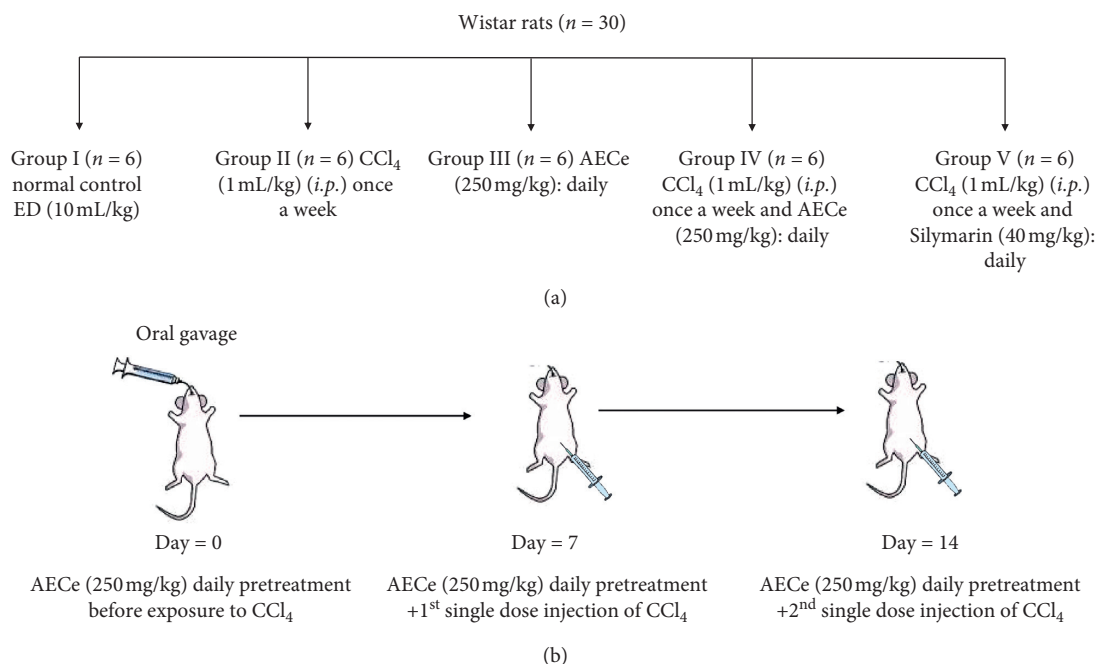 Wistar rats (n = 30)
Group I (n = 6)
normal control
ED (10 mL/kg)
Group II (n = 6) CCl4
(1 mL/kg) (i.p.) once
a week
Group III (n = 6) AECe
(250 mg/kg): daily
Group IV (n = 6)
CCl4 (1 mL/kg) (i.p.)
once a week and AECe
(250 mg/kg): daily
Group V (n = 6)
CCl4 (1 mL/kg) (i.p.)
once a week and
Silymarin (40 mg/kg):
daily
(a)
Oral gavage
Day = 0
AECe (250 mg/kg) daily pretreatment
before exposure to CCl4
Day = 7
AECe (250 mg/kg) daily pretreatment
+1st single dose injection of CCl4
Day = 14
AECe (250 mg/kg) daily pretreatment
+2nd single dose injection of CCl4
(b)